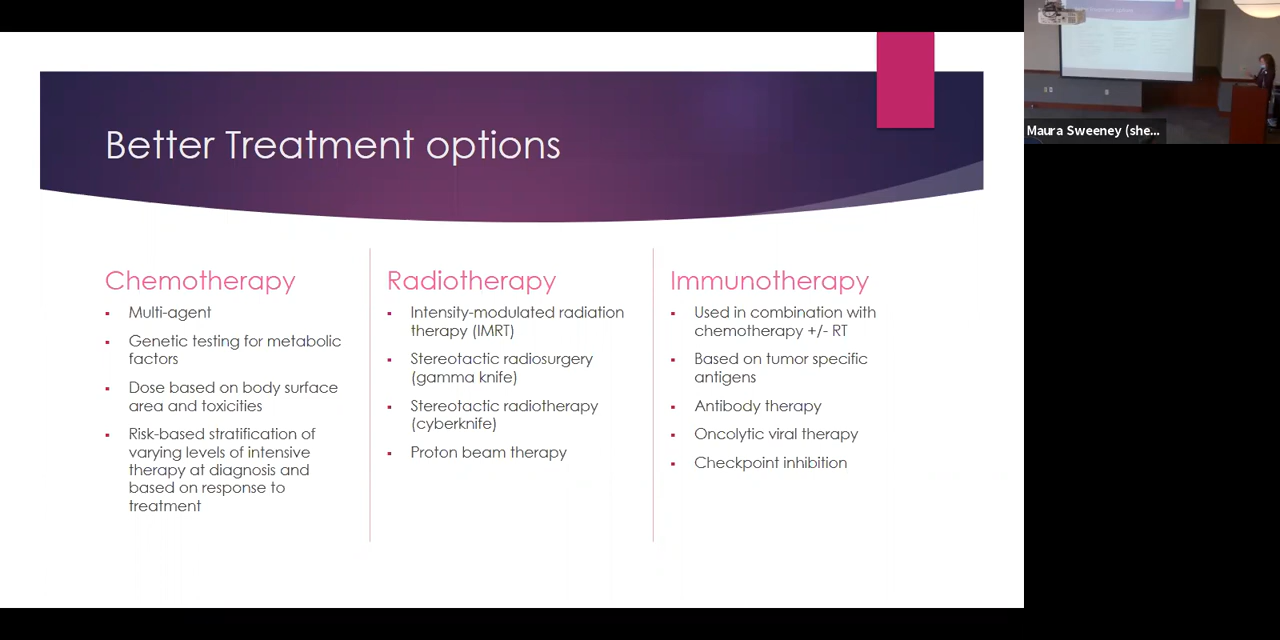 Better Treatment options
Chemotherapy
Multi-agent
Genetic testing for metabolic
factors
Dose based on body surface
area and toxicities
Risk-based stratification of
varying levels of intensive
therapy at diagnosis and
based on response to
treatment
Radiotherapy
Intensity-modulated radiation
therapy (IMRT)
Stereotactic radiosurgery
(gamma knife)
Stereotactic radiotherapy
(cyberknife)
Proton beam therapy
Immunotherapy
Used in combination with
chemotherapy +/- RT
Based on tumor specific
antigens
Antibody therapy
Oncolytic viral therapy
Checkpoint inhibition
Maura Sweeney (she...